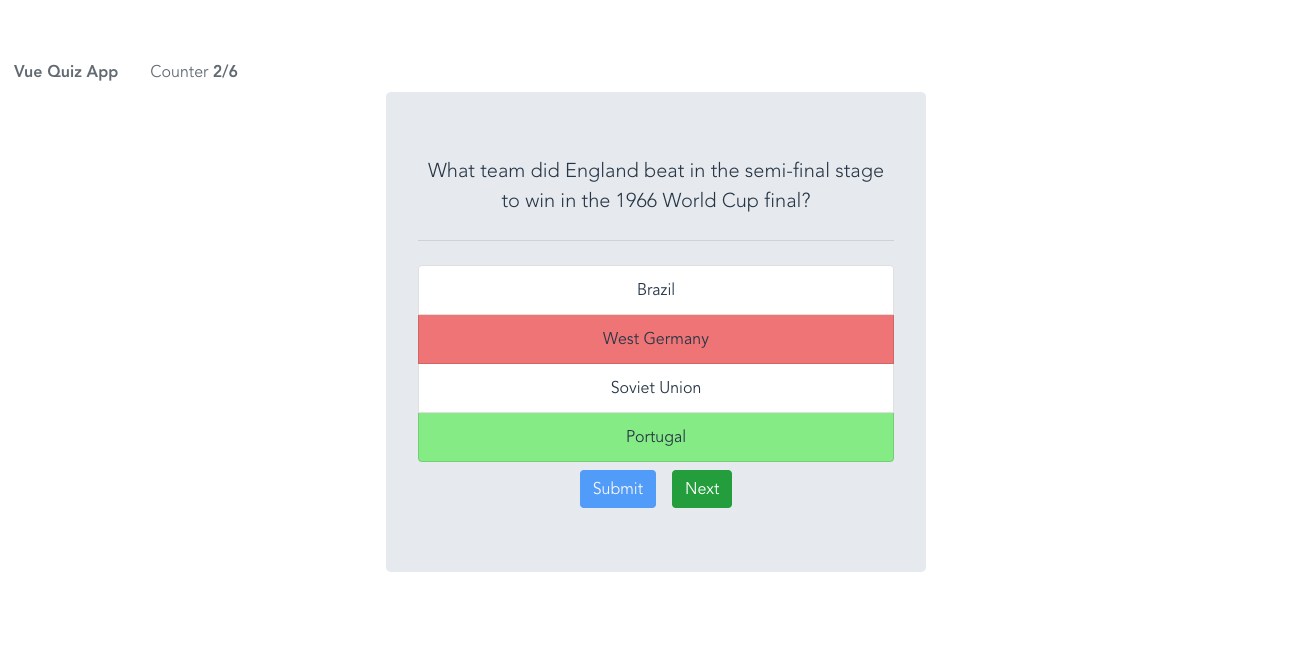 Vue Quiz App Counter 2/6
What team did England beat in the semi-final stage
to win in the 1966 World Cup final?
Brazil
West Germany
Soviet Union
Portugal
Submit Next